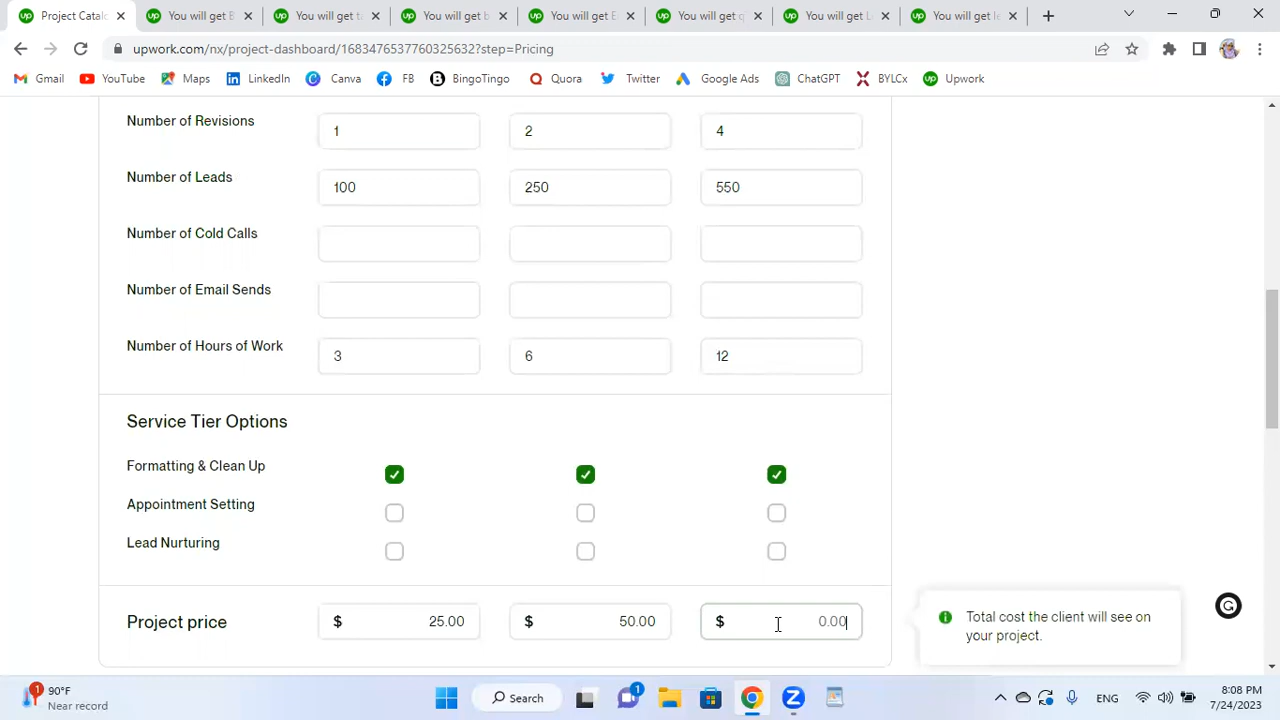 Project Catalo
You will get B
You will get ta
You will get b
You will get E
You will get q
You will get L
You will get le
upwork.com/nx/project-dashboard/1683476537760325632?step=Pricing
Gmail YouTube Maps LinkedIn Canva FB BingoTingo Quora Twitter Google Ads ChatGPT BYLCx Upwork
Number of Revisions 1 2 4
Number of Leads 100 250 550
Number of Cold Calls
Number of Email Sends
Number of Hours of Work 3 6 12
Service Tier Options
Formatting & Clean Up
Appointment Setting
Lead Nurturing
Project price $ 25.00 $ 50.00 $ 0.00
Total cost the client will see on
your project.
1 90°F
Near record
Search
1
ENG
8:08 PM
7/24/2023